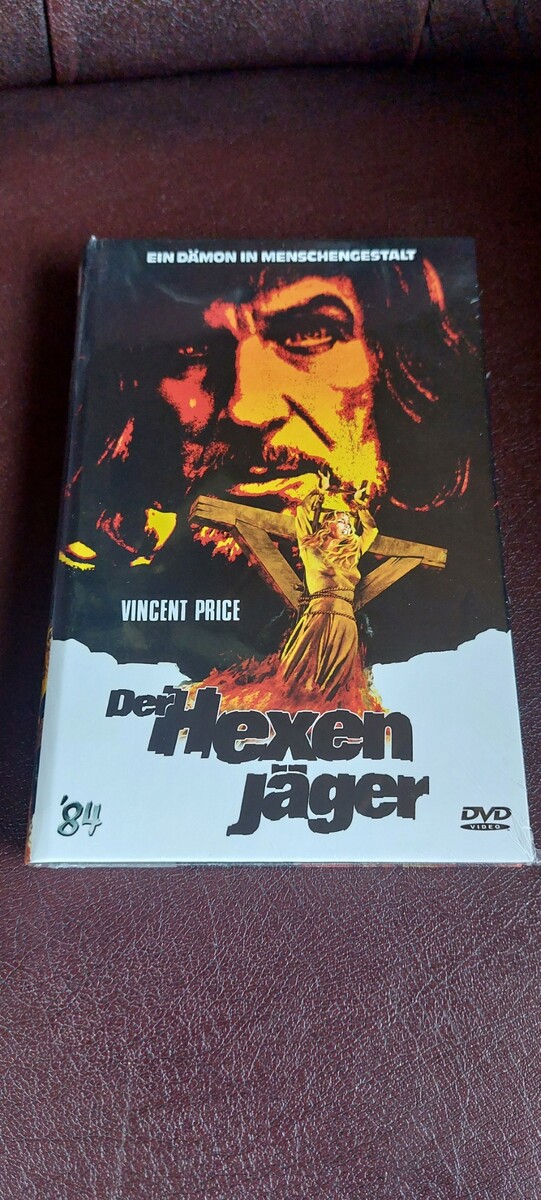 EIN DÄMON IN MENSCHENGESTALT
VINCENT PRICE
Der Hexen
jäger
'84
DVD
VIDEO